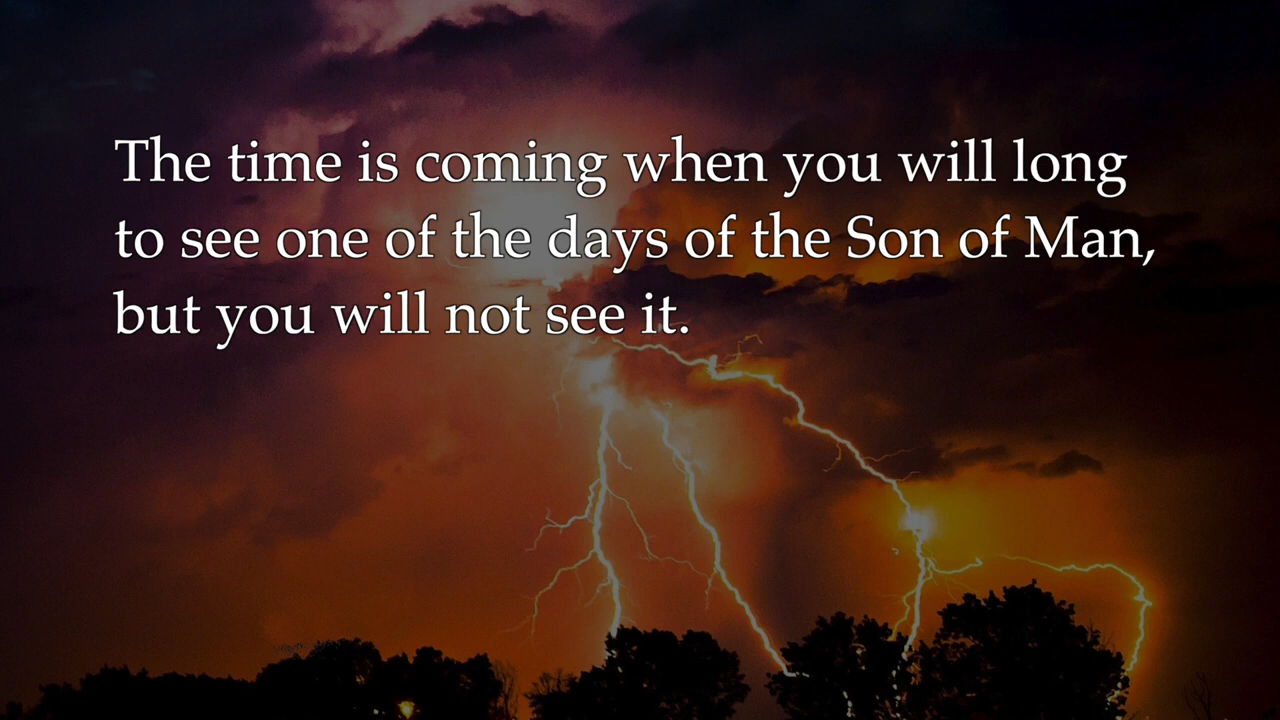 The time is coming when you will long
to see one of the days of the Son of Man,
but you will not see it.